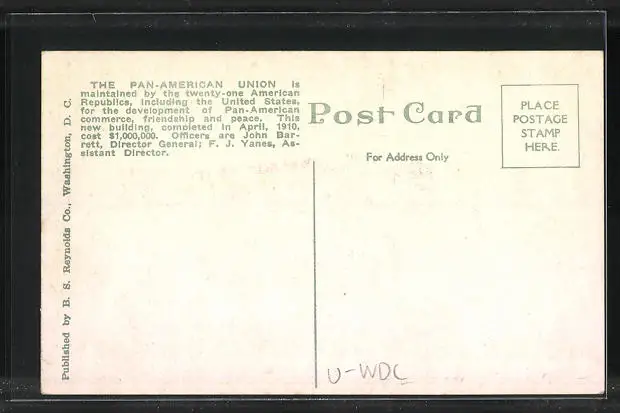 THE PAN-AMERICAN UNION is
maintained by the twenty-one American
Republics, including the United States,
for the development of Pan-American
commerce, friendship and peace. This
new building, completed in April, 1910,
cost $1,000,000. Officers are John Bar-
rett, Director General; F. J. Yanes, As-
sistant Director.
Post Card
For Address Only
PLACE
POSTAGE
STAMP
HERE.
Published by B. S. Reynolds Co., Washington, D. C.
U-WDC